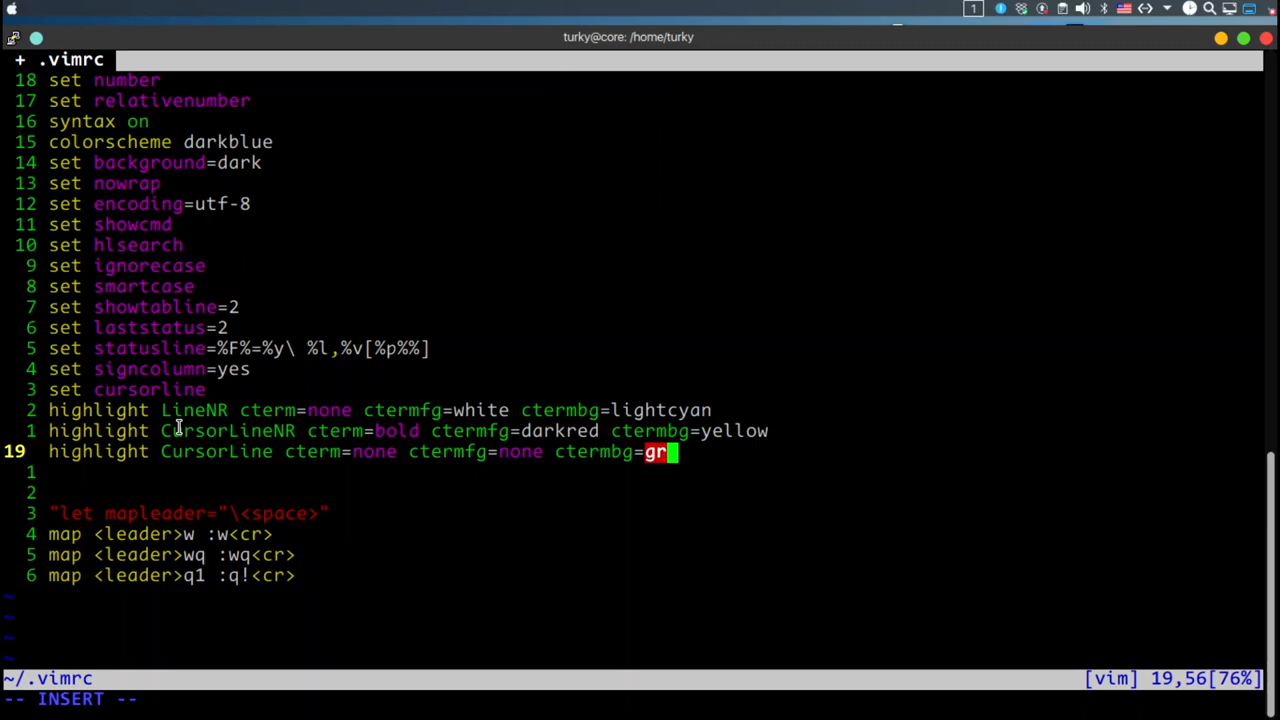 1
turky@core: /home/turky
+ .vimrc
18 set number
17 set relativenumber
16 syntax on
15 colorscheme darkblue
14 set background=dark
13 set nowrap
12 set encoding=utf-8
11 set showcmd
10 set hlsearch
9 set ignorecase
8 set smartcase
7 set showtabline=2
6 set laststatus=2
5 set statusline=%F%=%y\ %l,%v[%p%%]
4 set signcolumn=yes
3 set cursorline
2 highlight LineNR cterm=none ctermfg=white ctermbg=lightcyan
1 highlight CursorLineNR cterm=bold ctermfg=darkred ctermbg=yellow
19 highlight CursorLine cterm=none ctermfg=none ctermbg=gr
1
2
3 "let mapleader="\<space>"
4 map <leader>w :w<cr>
5 map <leader>wq :wq<cr>
6 map <leader>q1 :q!<cr>
~
~
~
~
~/.vimrc [vim] 19,56[76%]
-- INSERT --